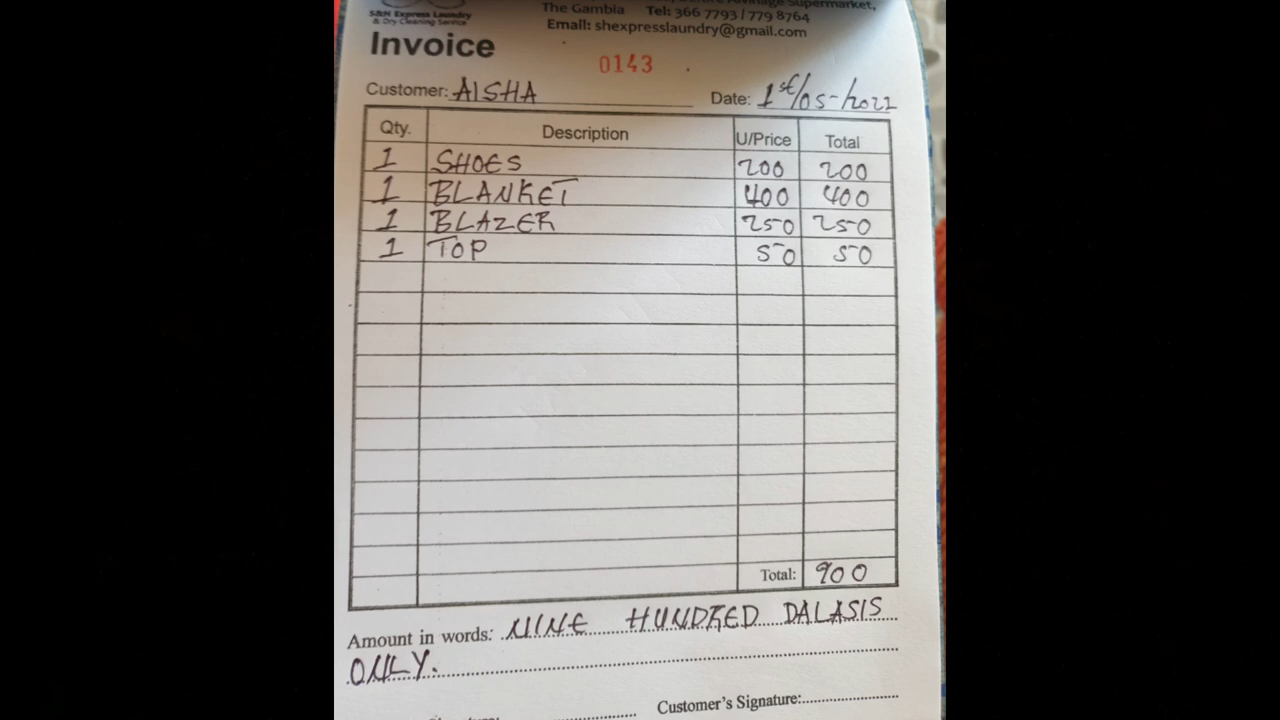 S&H Express Laundry
& Dry Cleaning Service
Supermarket,
The Gambia Tel: 366 7793 / 779 8764
Email: shexpresslaundry@gmail.com
Invoice
0143
Customer: AISHA Date: 1st/05-/2022
Qty. Description U/Price Total
1 SHOES 200 200
1 BLANKET 400 400
1 BLAZER 250 250
1 TOP 50 50
Total: 900
Amount in words: NINE HUNDRED DALASIS
ONLY.
Customer's Signature: